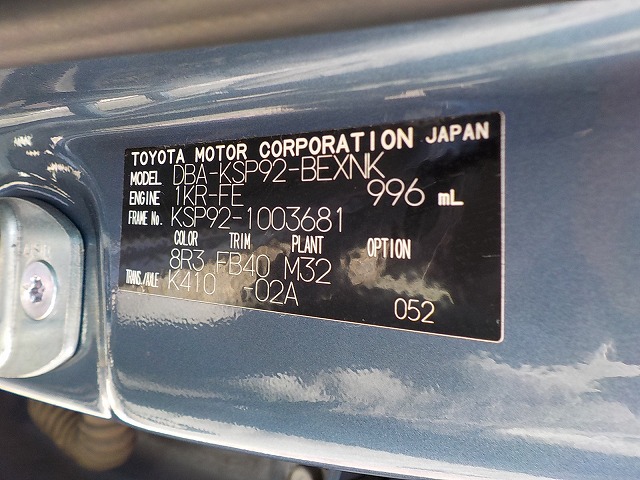 TOYOTA MOTOR CORPORATION JAPAN
MODEL DBA-KSP92-BEXNK
ENGINE 1KR-FE 996 mL
FRAME No. KSP92-1003681
COLOR TRIM PLANT OPTION
8R3 FB40 M32
TRANS./AXLE K410 -02A
052